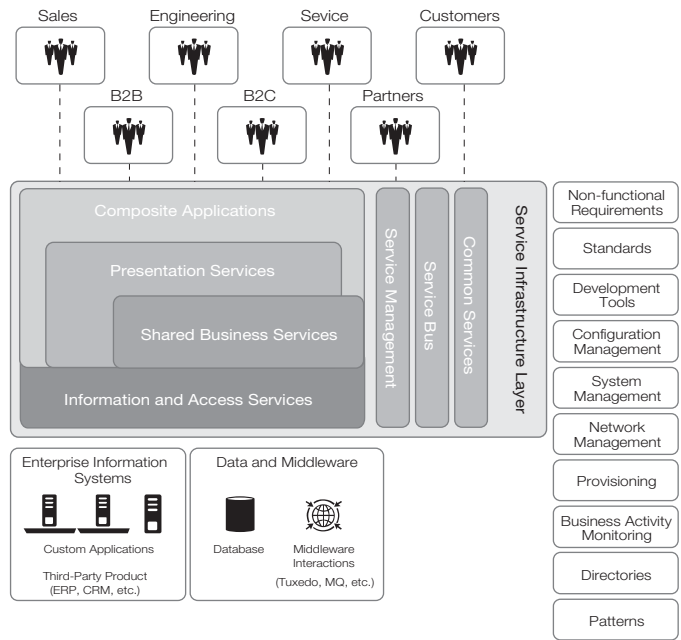 Sales
Engineering
Sevice
Customers
B2B
B2C
Partners
Composite Applications
Presentation Services
Shared Business Services
Information and Access Services
Service Management
Service Bus
Common Services
Service Infrastructure Layer
Non-functional
Requirements
Standards
Development
Tools
Configuration
Management
System
Management
Network
Management
Provisioning
Business Activity
Monitoring
Directories
Patterns
Enterprise Information
Systems
Custom Applications
Third-Party Product
(ERP, CRM, etc.)
Data and Middleware
Database
Middleware
Interactions
(Tuxedo, MQ, etc.)